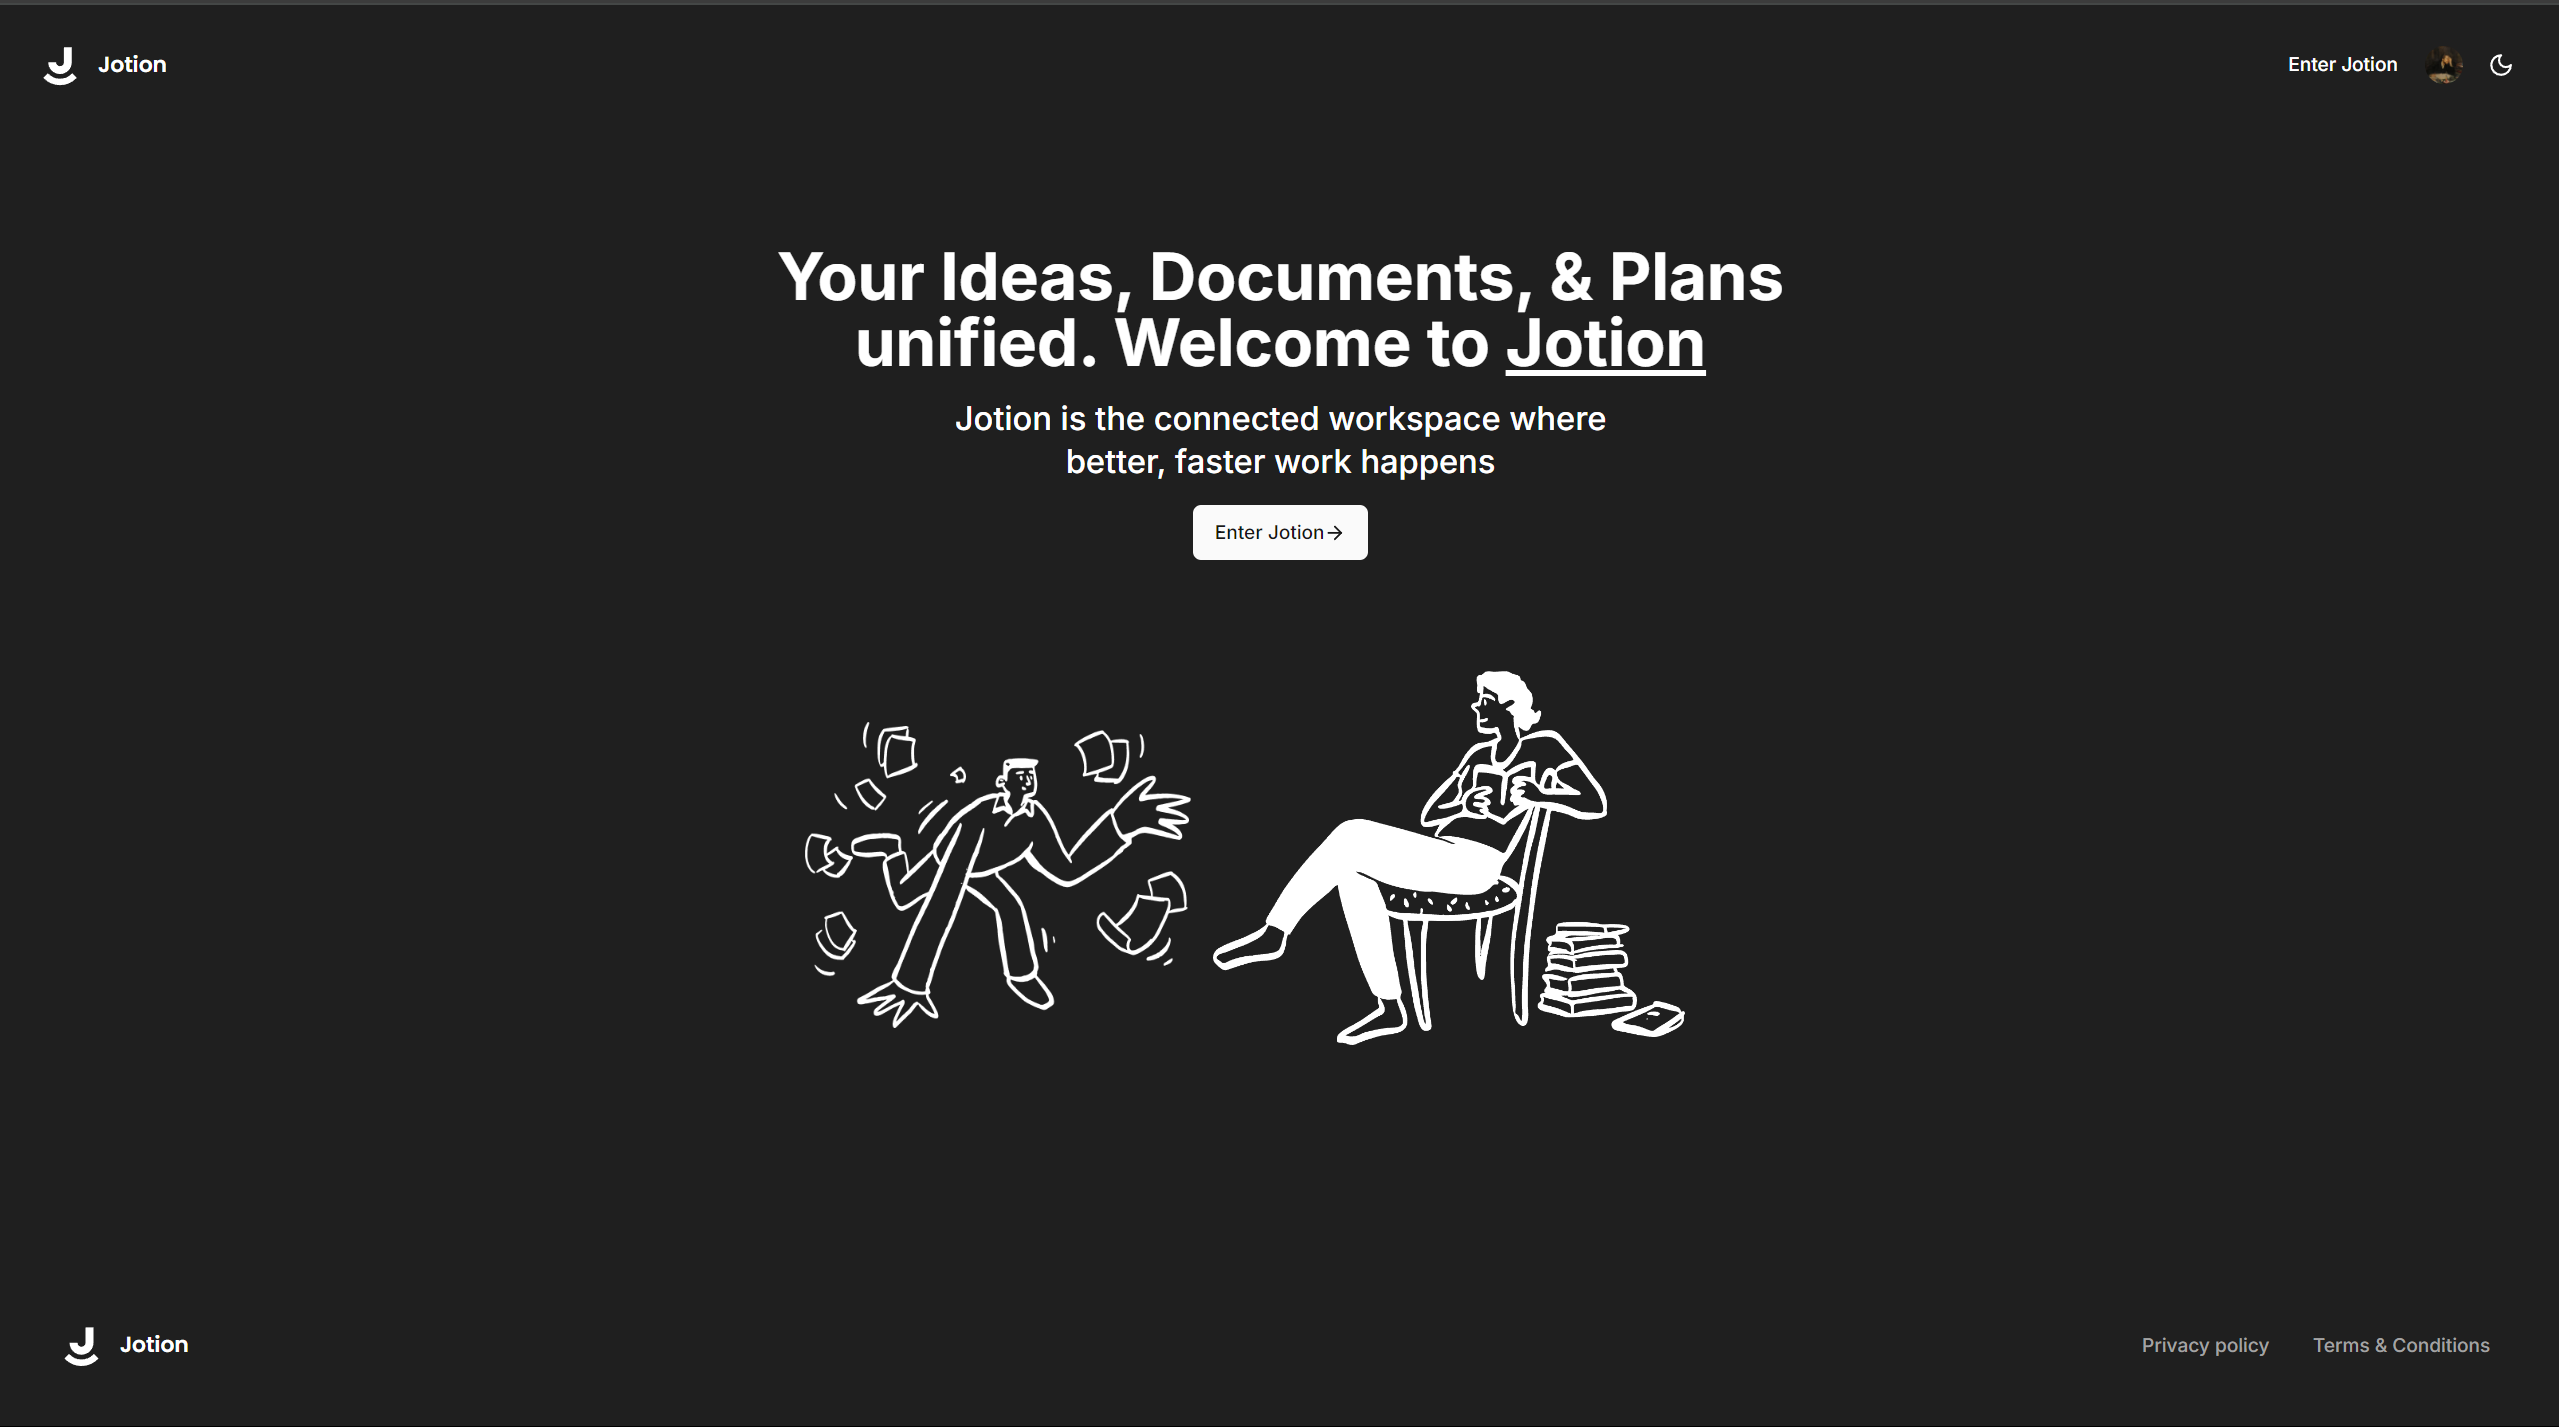 Jotion
Enter Jotion
Your Ideas, Documents, & Plans
unified. Welcome to Jotion
Jotion is the connected workspace where
better, faster work happens
Enter Jotion
Jotion
Privacy policy
Terms & Conditions